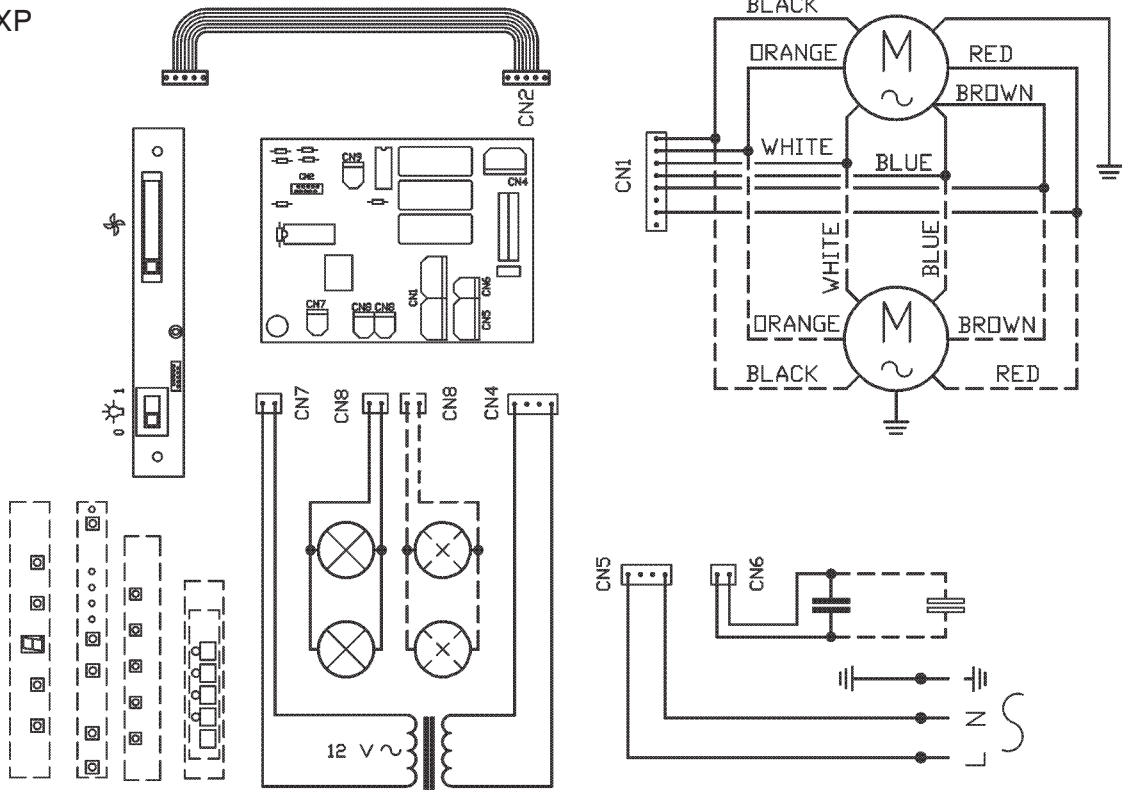 XP
CN2
CN9
CN2
CN4
CN7
CN8 CN8
CN1
CN6
CN5
1
0
CN7
CN8
CN8
CN4
12 V
BLACK
ORANGE
M
RED
BROWN
CN1
WHITE
BLUE
WHITE
BLUE
ORANGE
M
BROWN
BLACK
RED
CN5
CN6
N
L